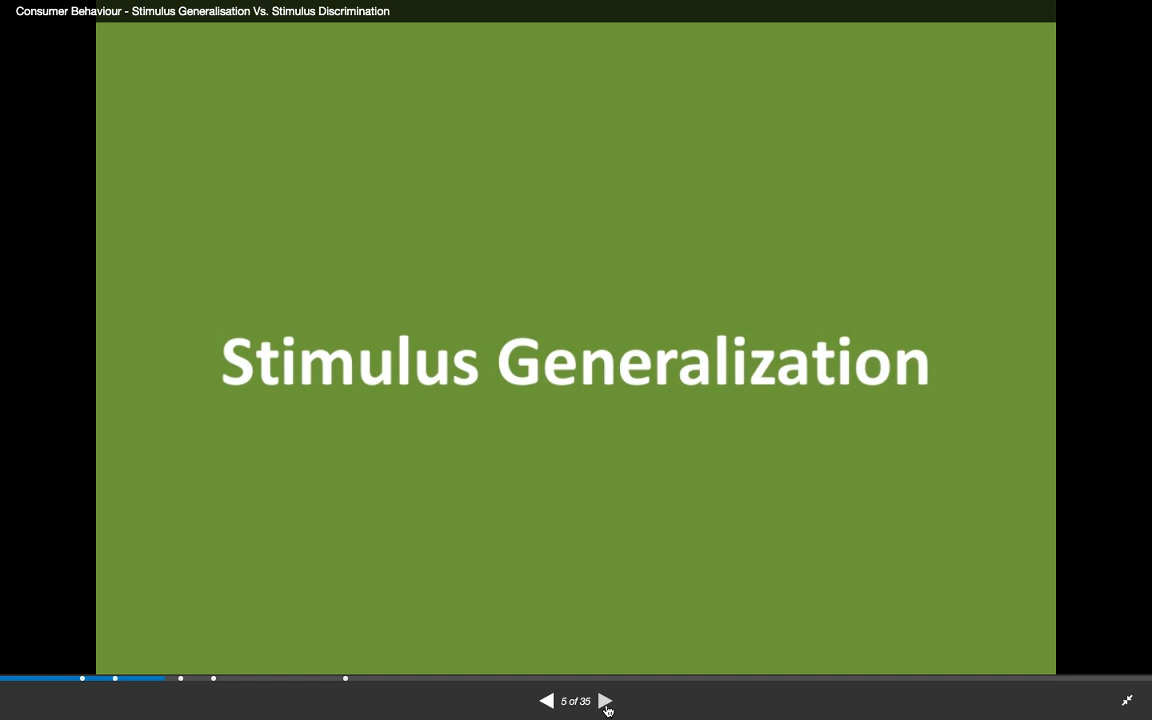 Consumer Behaviour - Stimulus Generalisation Vs. Stimulus Discrimination
Stimulus Generalization
5 of 35